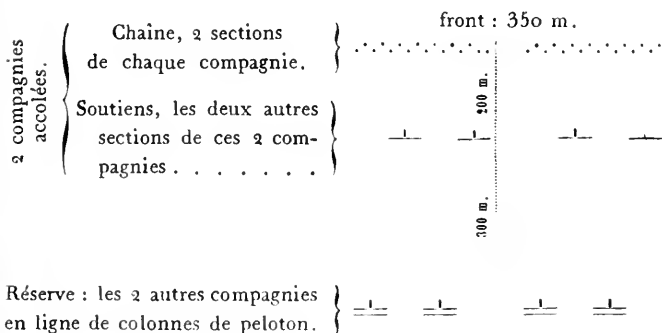 front : 350 m.
2 compagnies
accolées.
Chaîne, 2 sections
de chaque compagnie.
200 m.
Soutiens, les deux autres
sections de ces 2 com-
pagnies . . . . . . .
300 m.
Réserve : les 2 autres compagnies
en ligne de colonnes de peloton.